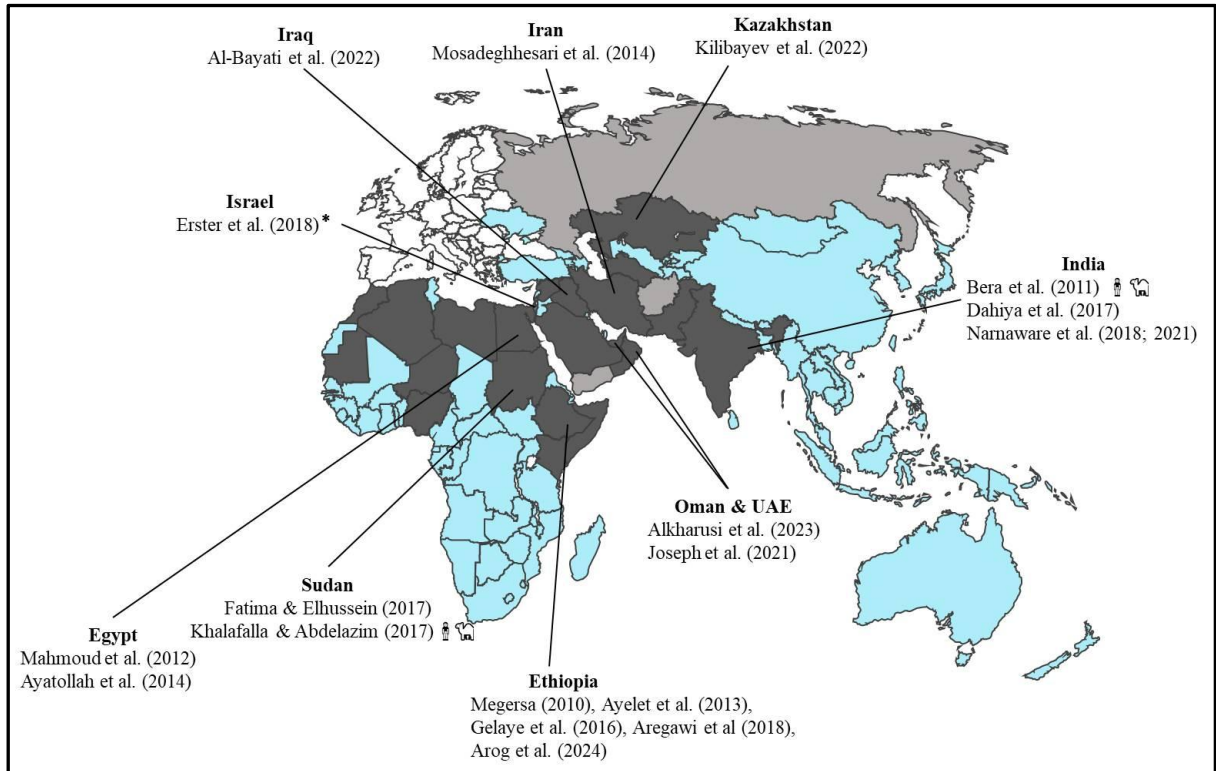 Iraq
Al-Bayati et al. (2022)
Iran
Mosadeghhesari et al. (2014)
Kazakhstan
Kilibayev et al. (2022)
Israel
Erster et al. (2018)*
India
Bera et al. (2011)
Dahiya et al. (2017)
Narnaware et al. (2018; 2021)
Oman & UAE
Alkharusi et al. (2023)
Joseph et al. (2021)
Sudan
Fatima & Elhussein (2017)
Khalafalla & Abdelazim (2017)
Egypt
Mahmoud et al. (2012)
Ayatollah et al. (2014)
Ethiopia
Megersa (2010), Ayelet et al. (2013),
Gelaye et al. (2016), Aregawi et al (2018),
Arog et al. (2024)